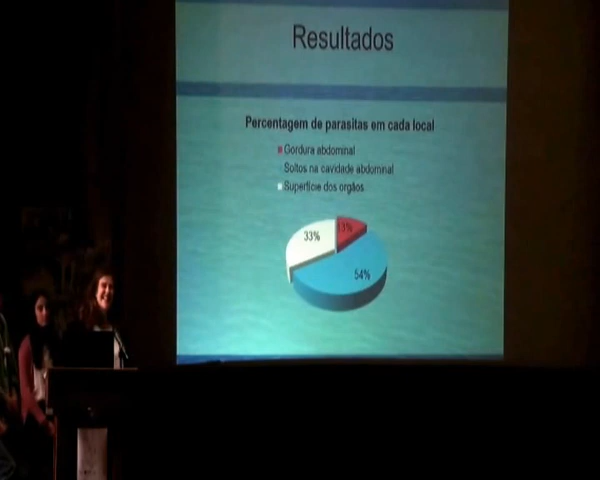 Resultados
Percentagem de parasitas em cada local
Gordura abdominal
Soltos na cavidade abdominal
Superfície dos orgãos
13%
33%
54%